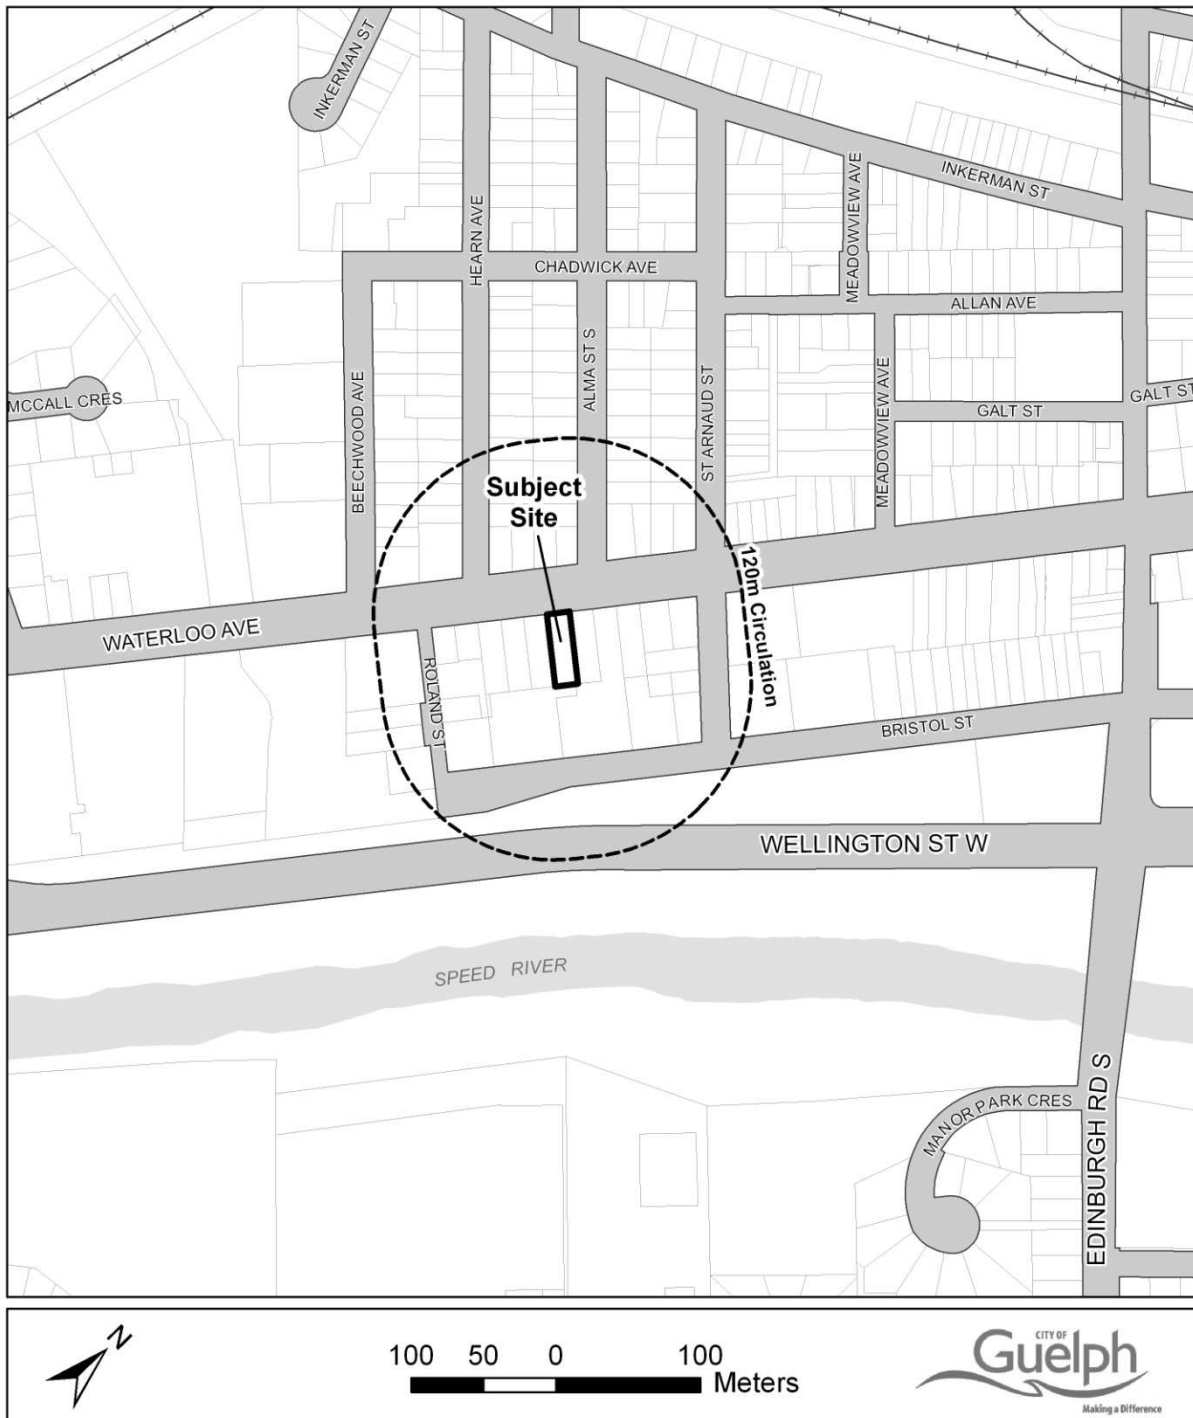 INKERMAN ST
INKERMAN ST
MEADOWVIEW AVE
HEARN AVE
CHADWICK AVE
ALLAN AVE
ALMA ST S
ST ARNAUD ST
BEECHWOOD AVE
MEADOWVIEW AVE
MCCALL CRES
GALT ST
GALT ST
Subject
Site
120m Circulation
WATERLOO AVE
ROLAND ST
BRISTOL ST
WELLINGTON ST W
SPEED RIVER
MANOR PARK CRES
EDINBURGH RD S
N
100 50 0 100
Meters
CITY OF
Guelph
Making a Difference